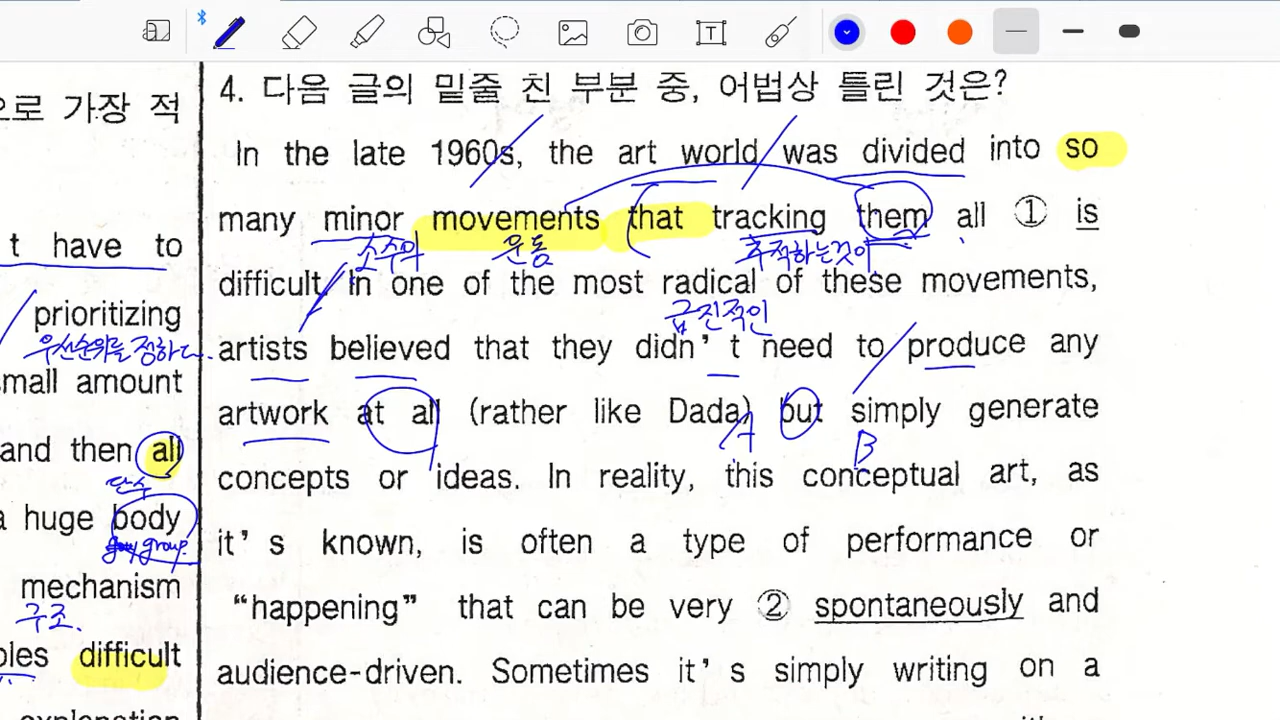 으로 가장 적
t have to
prioritizing
우선순위를 정하다
small amount
and then all
단수
a huge body
group
mechanism
구조
difficult
explanation
4. 다음 글의 밑줄 친 부분 중, 어법상 틀린 것은?
In the late 1960s, the art world was divided into so
many minor movements that tracking them all ① is
소수의 운동 추적하는것이
difficult. In one of the most radical of these movements,
급진적인
artists believed that they didn't need to produce any
artwork at all (rather like Dada) but simply generate
A B
concepts or ideas. In reality, this conceptual art, as
it's known, is often a type of performance or
“happening” that can be very ② spontaneously and
audience-driven. Sometimes it's simply writing on a